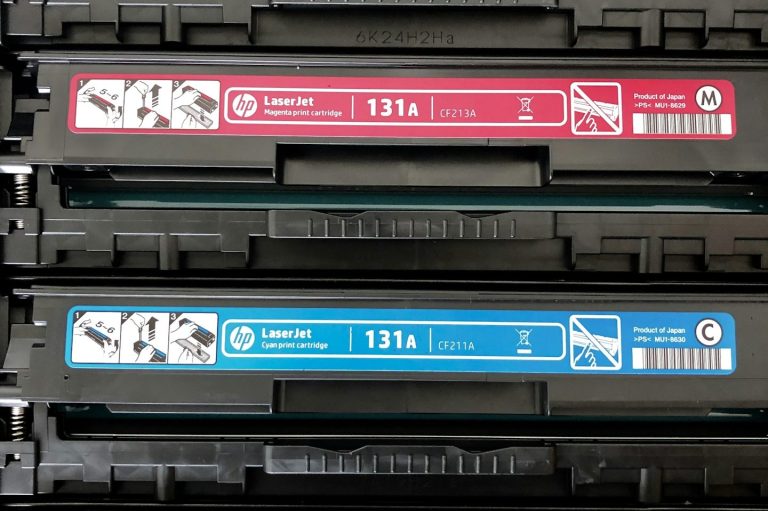 6K24H2Ha
1 5-6 2 3
hp LaserJet
Magenta print cartridge
131A
CF213A
Product of Japan
>PS< MU1-8629
M
1 5-6 2 3
hp LaserJet
Cyan print cartridge
131A
CF211A
Product of Japan
>PS< MU1-8630
C